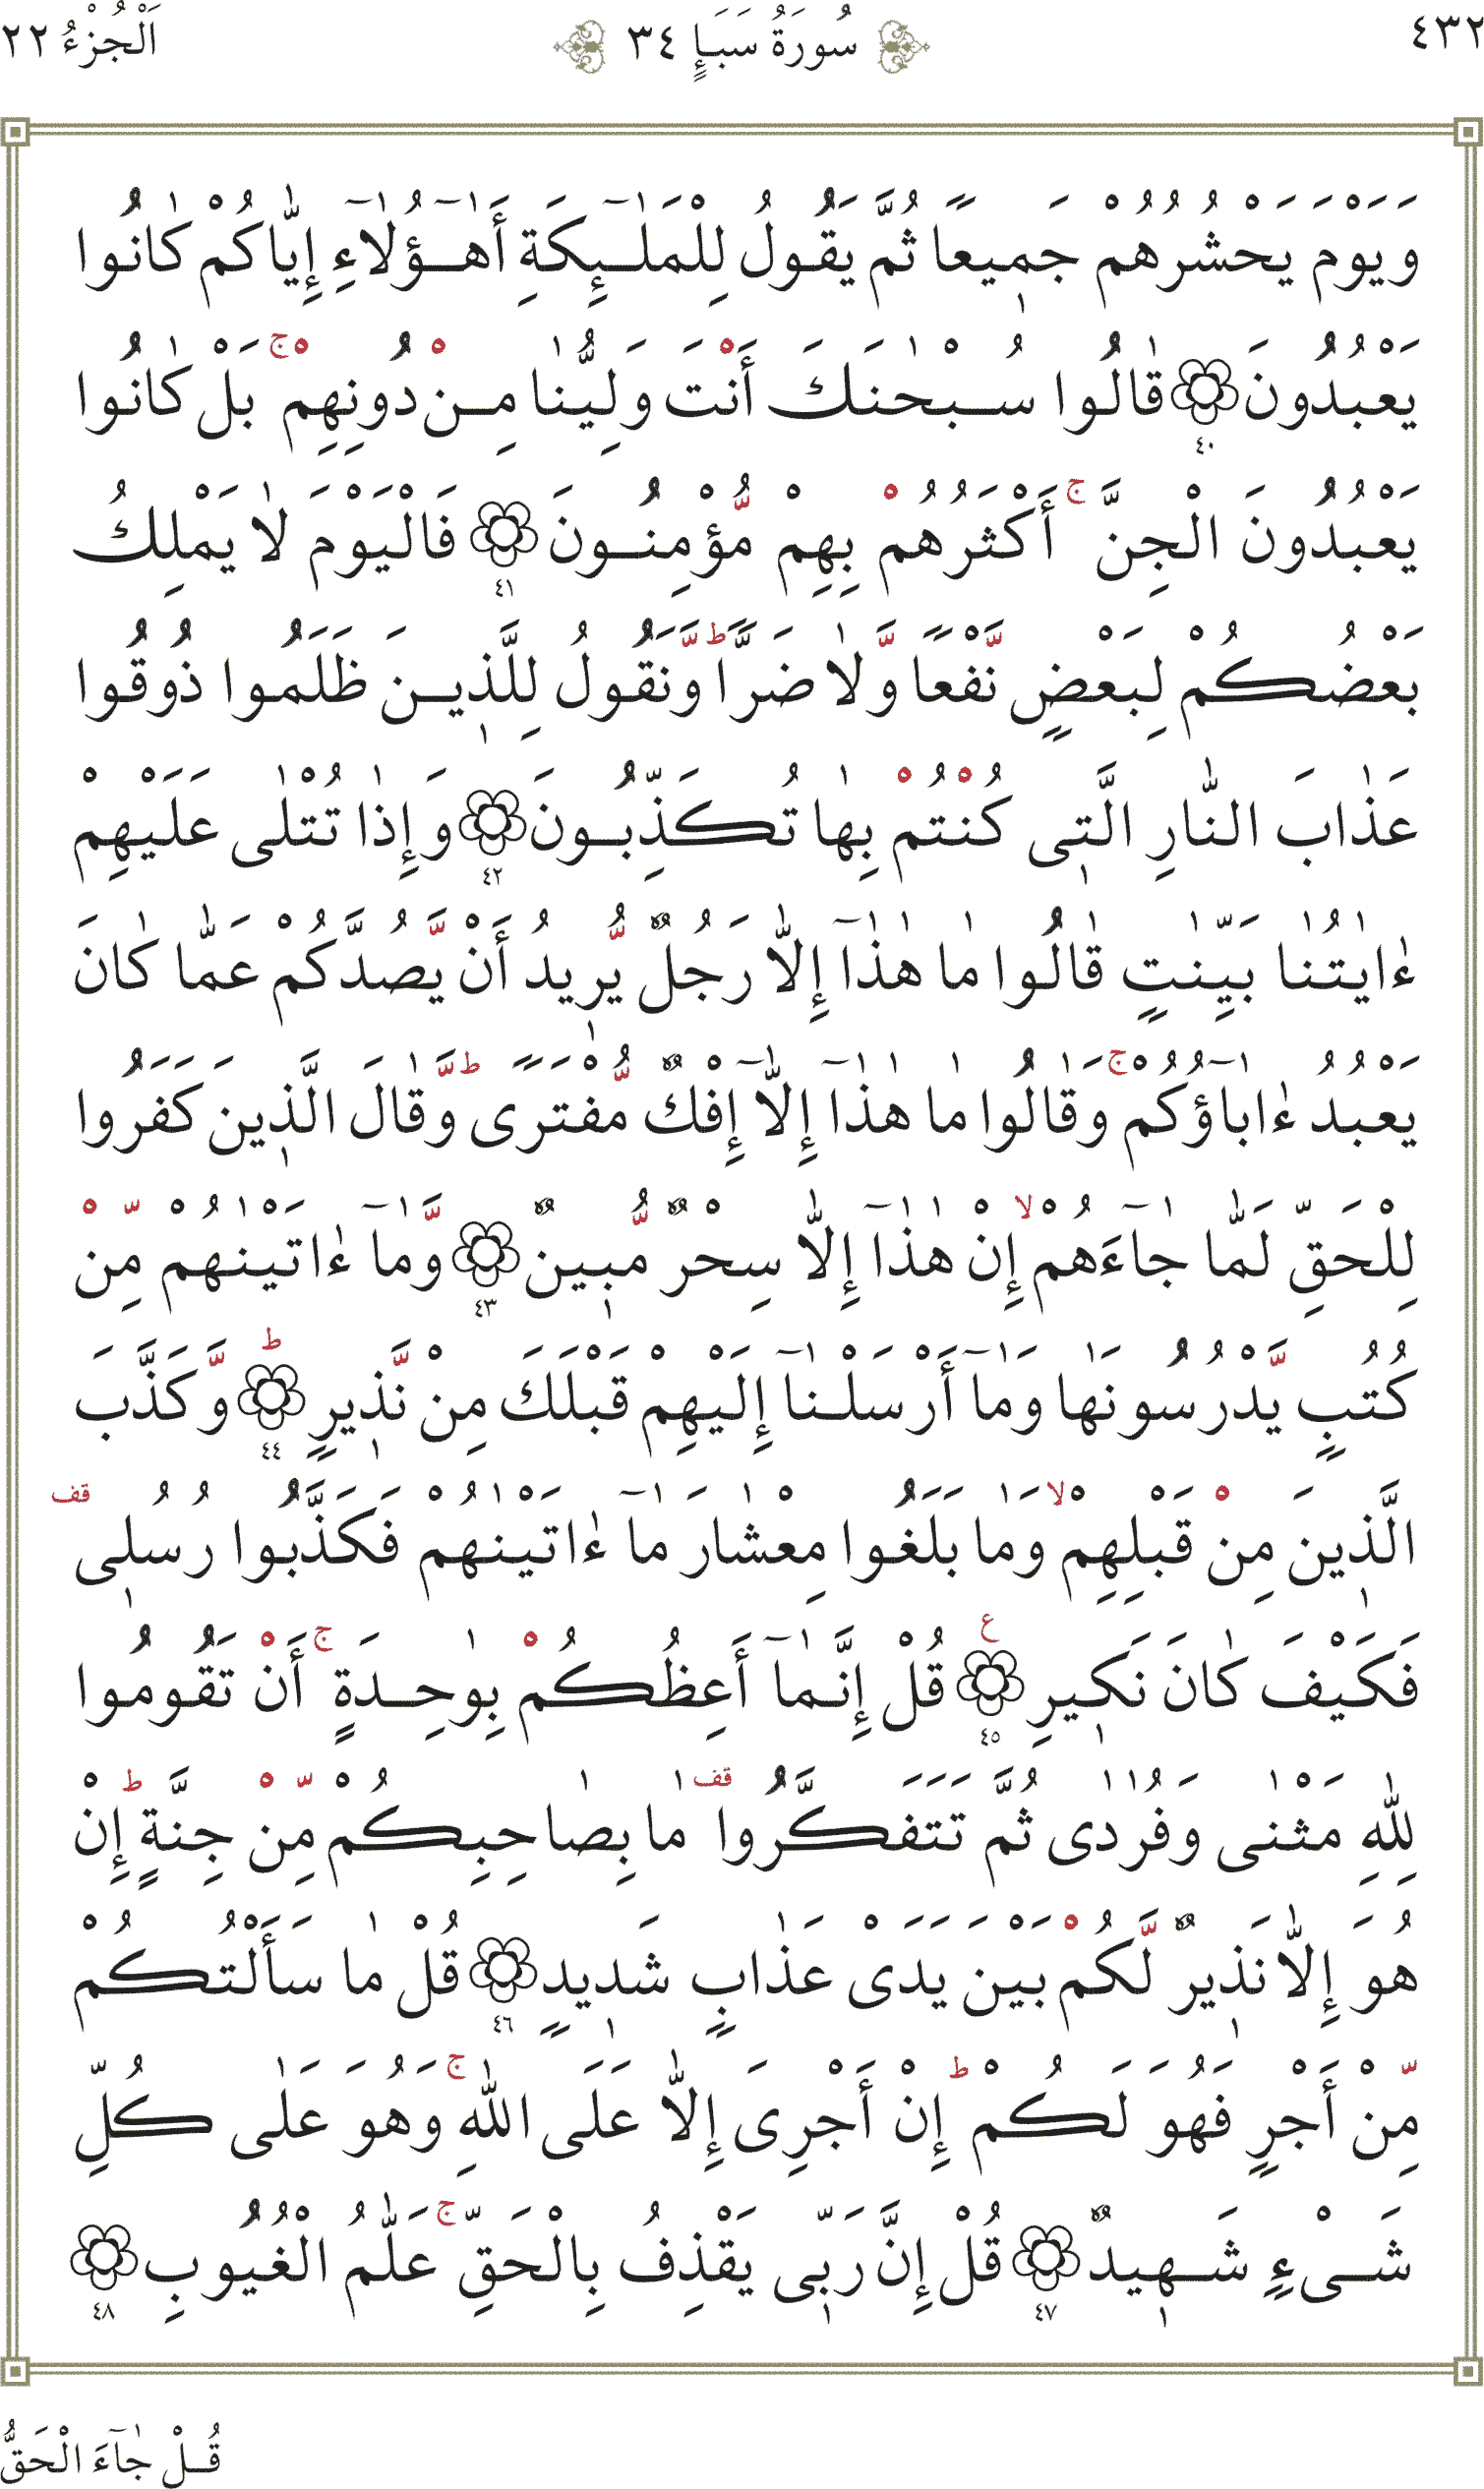 ٤٣٢ سُورَةُ سَبَإٍ ٣٤ اَلْجُزْءُ ٢٢
وَيَوْمَ يَحْشُرُهُمْ جَمِيعًا ثُمَّ يَقُولُ لِلْمَلٰٓئِكَةِ أَهٰٓؤُلَآءِ إِيَّاكُمْ كَانُوا
يَعْبُدُونَ ٤٠ قَالُوا سُبْحٰنَكَ أَنْتَ وَلِيُّنَا مِنْ دُونِهِمْ ۚ بَلْ كَانُوا
يَعْبُدُونَ الْجِنَّ ۚ أَكْثَرُهُمْ بِهِمْ مُّؤْمِنُونَ ٤١ فَالْيَوْمَ لَا يَمْلِكُ
بَعْضُكُمْ لِبَعْضٍ نَّفْعًا وَّلَا ضَرًّا ؕ وَّنَقُولُ لِلَّذِينَ ظَلَمُوا ذُوقُوا
عَذَابَ النَّارِ الَّتِى كُنْتُمْ بِهَا تُكَذِّبُونَ ٤٢ وَإِذَا تُتْلٰى عَلَيْهِمْ
ءَايٰتُنَا بَيِّنٰتٍ قَالُوا مَا هٰذَآ إِلَّا رَجُلٌ يُّرِيدُ أَنْ يَّصُدَّكُمْ عَمَّا كَانَ
يَعْبُدُ ءَابَآؤُكُمْ ۚ وَقَالُوا مَا هٰذَآ إِلَّآ إِفْكٌ مُّفْتَرًى ؕ وَّقَالَ الَّذِينَ كَفَرُوا
لِلْحَقِّ لَمَّا جَآءَهُمْ ۙ إِنْ هٰذَآ إِلَّا سِحْرٌ مُّبِينٌ ٤٣ وَّمَآ ءَاتَيْنٰهُمْ مِّنْ
كُتُبٍ يَّدْرُسُونَهَا وَمَآ أَرْسَلْنَآ إِلَيْهِمْ قَبْلَكَ مِنْ نَّذِيرٍ ؕ ٤٤ وَّكَذَّبَ
الَّذِينَ مِنْ قَبْلِهِمْ ۙ وَمَا بَلَغُوا مِعْشَارَ مَآ ءَاتَيْنٰهُمْ فَكَذَّبُوا رُسُلِى قف
فَكَيْفَ كَانَ نَكِيرِ ع ٤٥ قُلْ إِنَّمَآ أَعِظُكُمْ بِوٰحِدَةٍ ۚ أَنْ تَقُومُوا
لِلّٰهِ مَثْنٰى وَفُرٰدٰى ثُمَّ تَتَفَكَّرُوا قف مَا بِصَاحِبِكُمْ مِّنْ جِنَّةٍ ؕ إِنْ
هُوَ إِلَّا نَذِيرٌ لَّكُمْ بَيْنَ يَدَىْ عَذَابٍ شَدِيدٍ ٤٦ قُلْ مَا سَأَلْتُكُمْ
مِّنْ أَجْرٍ فَهُوَ لَكُمْ ؕ إِنْ أَجْرِىَ إِلَّا عَلَى اللّٰهِ ۚ وَهُوَ عَلٰى كُلِّ
شَىْءٍ شَهِيدٌ ٤٧ قُلْ إِنَّ رَبِّى يَقْذِفُ بِالْحَقِّ ۚ عَلّٰمُ الْغُيُوبِ ٤٨
قُلْ جَآءَ الْحَقُّ